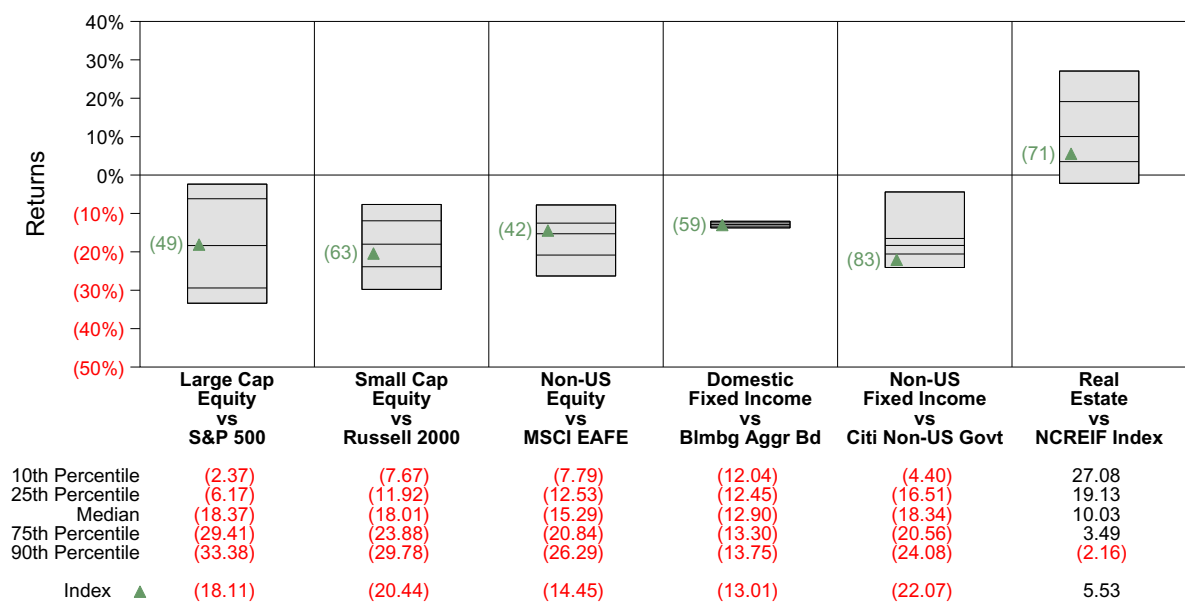 40%
30%
20%
10%
0%
(10%)
(20%)
(30%)
(40%)
(50%)
Returns
(49)
(63)
(42)
(59)
(83)
(71)
Large Cap
Equity
vs
S&P 500
Small Cap
Equity
vs
Russell 2000
Non-US
Equity
vs
MSCI EAFE
Domestic
Fixed Income
vs
Blmbg Aggr Bd
Non-US
Fixed Income
vs
Citi Non-US Govt
Real
Estate
vs
NCREIF Index
10th Percentile (2.37) (7.67) (7.79) (12.04) (4.40) 27.08
25th Percentile (6.17) (11.92) (12.53) (12.45) (16.51) 19.13
Median (18.37) (18.01) (15.29) (12.90) (18.34) 10.03
75th Percentile (29.41) (23.88) (20.84) (13.30) (20.56) 3.49
90th Percentile (33.38) (29.78) (26.29) (13.75) (24.08) (2.16)
Index (18.11) (20.44) (14.45) (13.01) (22.07) 5.53